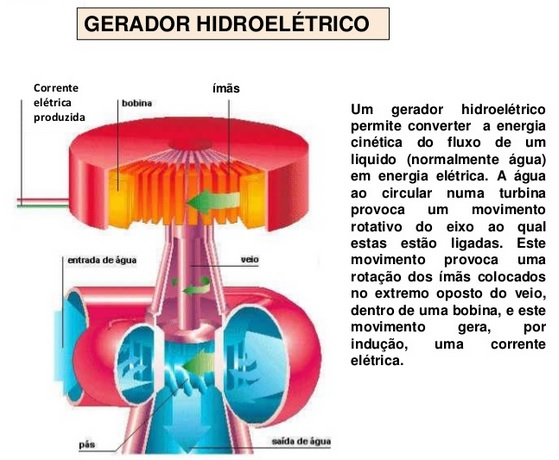 GERADOR HIDROELÉTRICO
Corrente
elétrica
produzida
bobina
ímãs
entrada de água
veio
pás
saída de água
Um gerador hidroelétrico
permite converter a energia
cinética do fluxo de um
liquido (normalmente água)
em energia elétrica. A água
ao circular numa turbina
provoca um movimento
rotativo do eixo ao qual
estas estão ligadas. Este
movimento provoca uma
rotação dos ímãs colocados
no extremo oposto do veio,
dentro de uma bobina, e este
movimento gera, por
indução, uma corrente
elétrica.